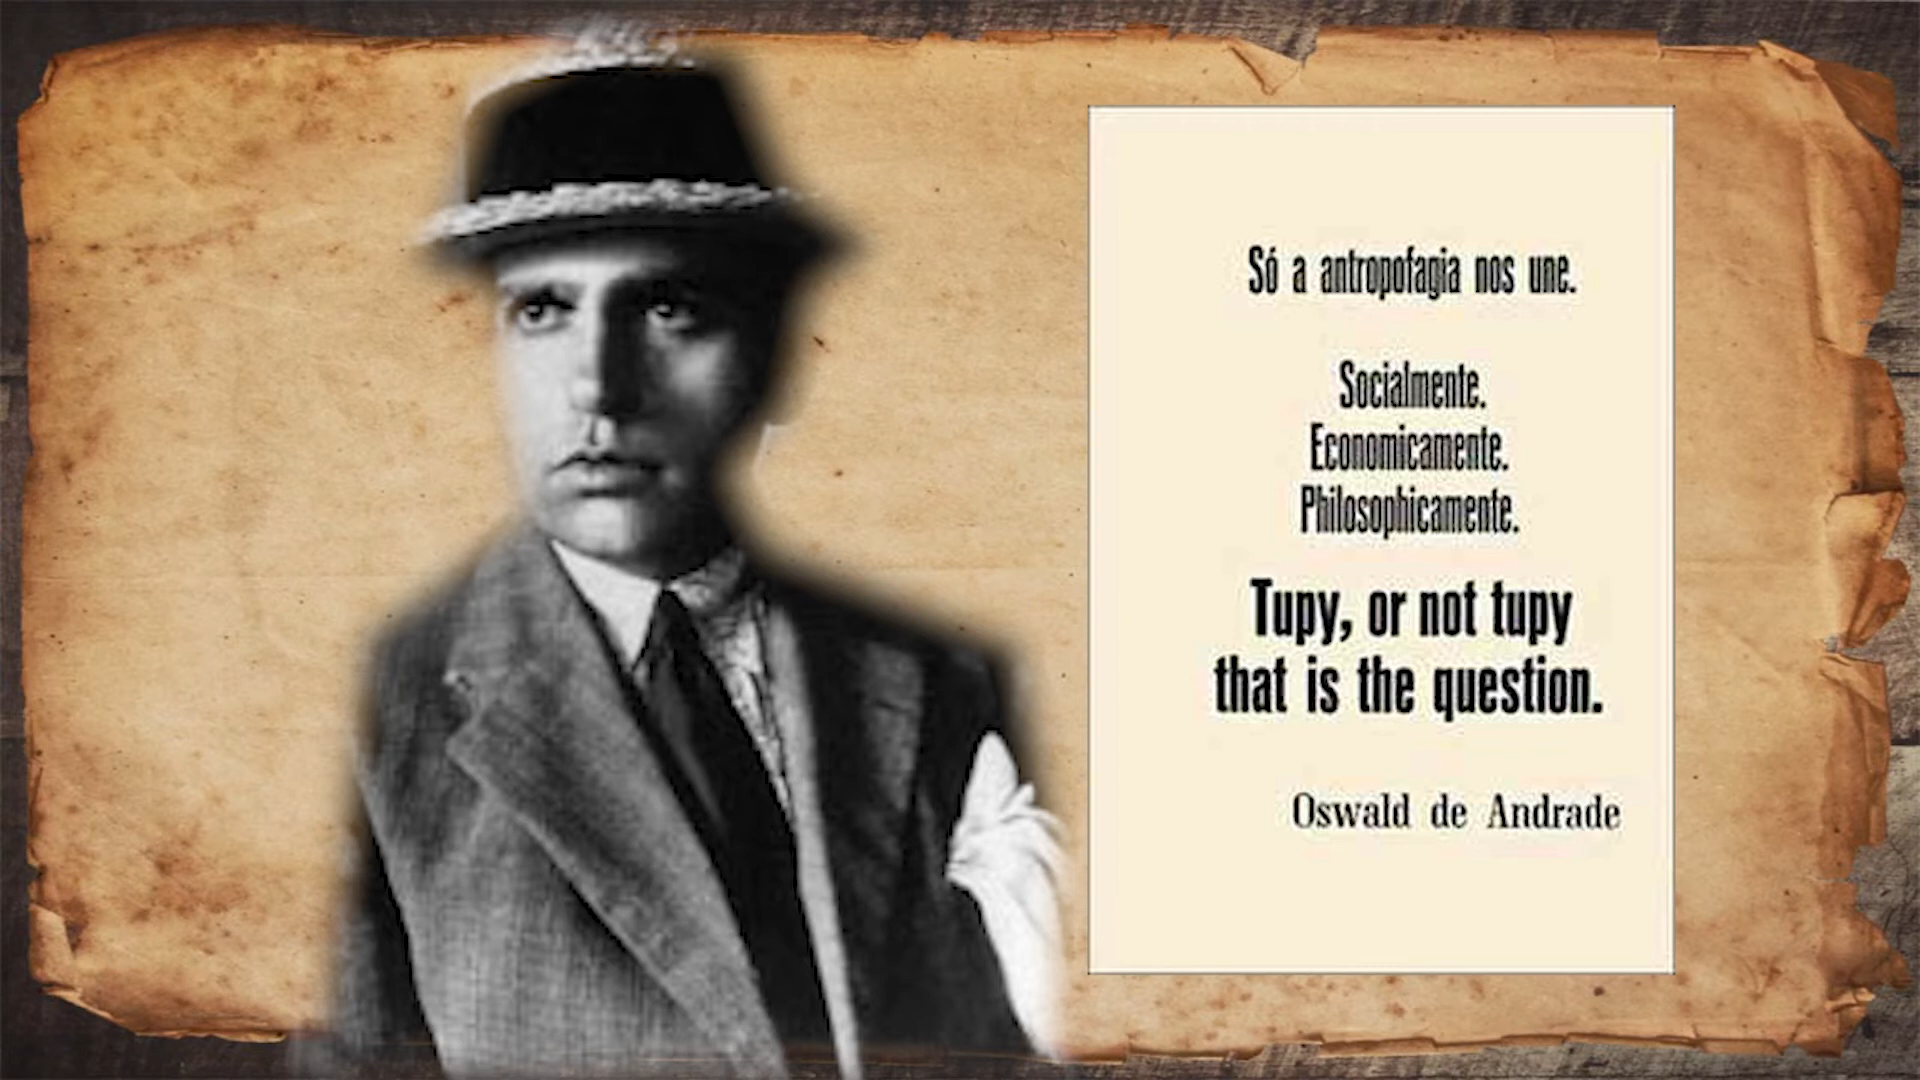 Só a antropofagia nos une.
Socialmente.
Economicamente.
Philosophicamente.
Tupy, or not tupy
that is the question.
Oswald de Andrade